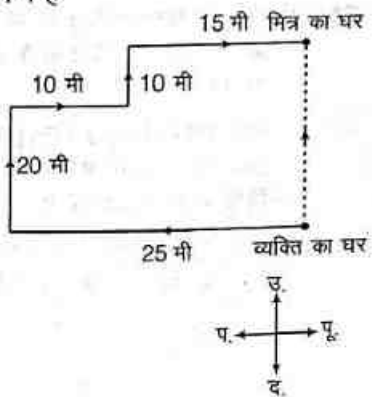 15 मी मित्र का घर
10 मी
10 मी
20 मी
25 मी
व्यक्ति का घर
उ.
प.
पू.
द.